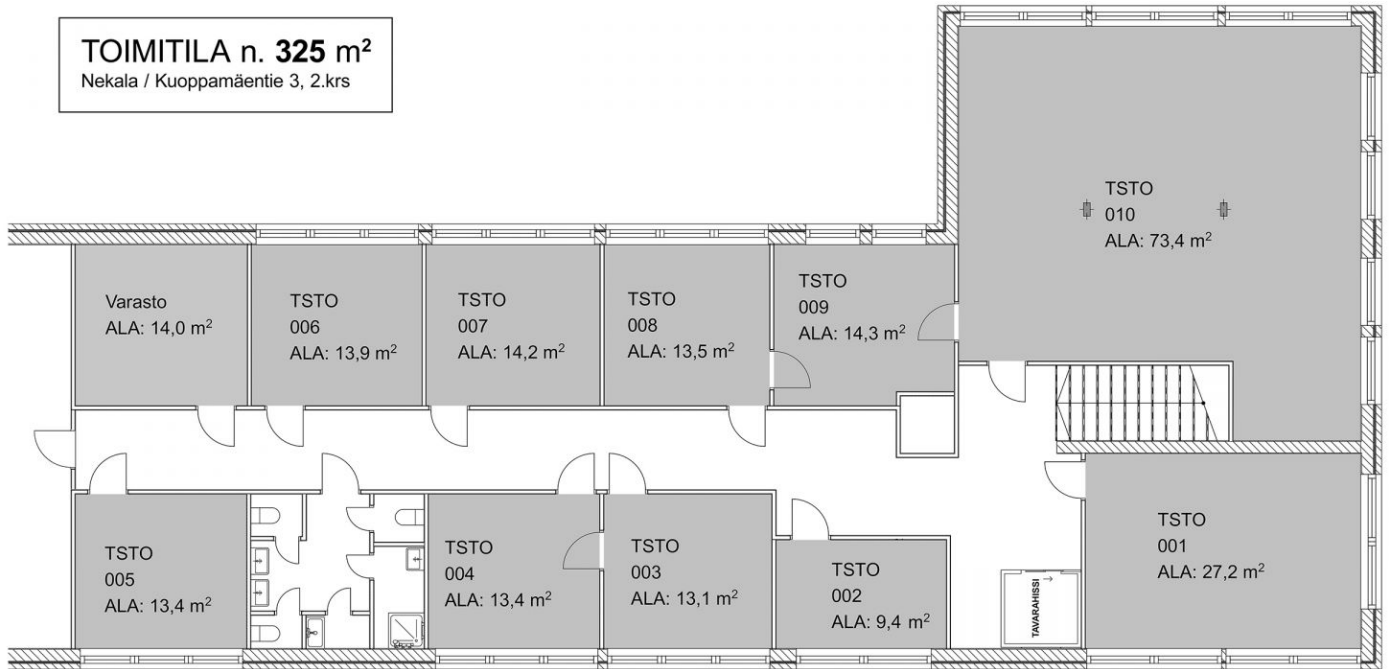 TOIMITILA n. 325 m²
Nekala / Kuoppamäentie 3, 2.krs
TSTO
010
ALA: 73,4 m²
Varasto
ALA: 14,0 m²
TSTO
006
ALA: 13,9 m²
TSTO
007
ALA: 14,2 m²
TSTO
008
ALA: 13,5 m²
TSTO
009
ALA: 14,3 m²
TSTO
005
ALA: 13,4 m²
TSTO
004
ALA: 13,4 m²
TSTO
003
ALA: 13,1 m²
TSTO
002
ALA: 9,4 m²
TAVARAHISSI
TSTO
001
ALA: 27,2 m²